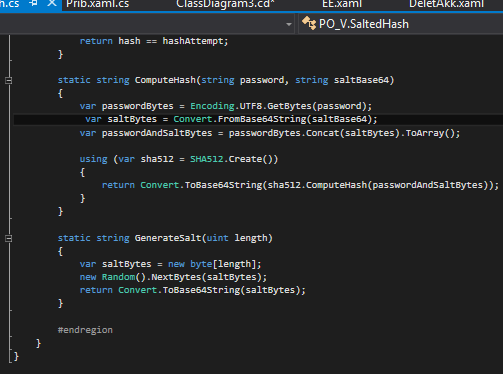 n.cs Prib.xaml.cs ClassDiagram3.cd* EE.xaml DeletAkk.xaml
PO_V.SaltedHash
return hash == hashAttempt;
}
static string ComputeHash(string password, string saltBase64)
{
var passwordBytes = Encoding.UTF8.GetBytes(password);
var saltBytes = Convert.FromBase64String(saltBase64);
var passwordAndSaltBytes = passwordBytes.Concat(saltBytes).ToArray();
using (var sha512 = SHA512.Create())
{
return Convert.ToBase64String(sha512.ComputeHash(passwordAndSaltBytes));
}
}
static string GenerateSalt(uint length)
{
var saltBytes = new byte[length];
new Random().NextBytes(saltBytes);
return Convert.ToBase64String(saltBytes);
}
#endregion
}
}